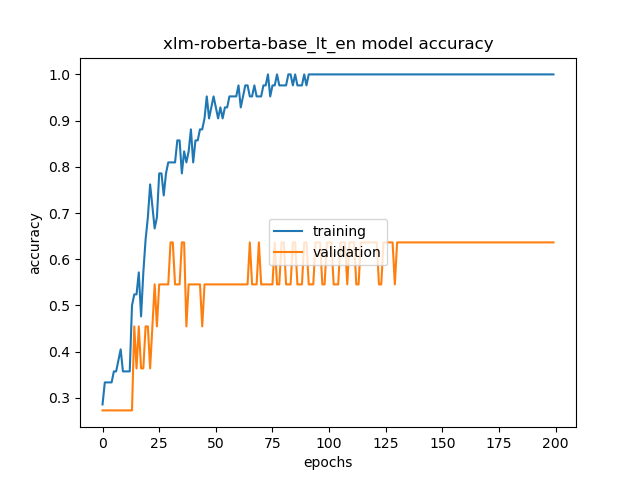 xlm-roberta-base_lt_en model accuracy
1.0
0.9
0.8
0.7
0.6
0.5
0.4
0.3
accuracy
training
validation
0 25 50 75 100 125 150 175 200
epochs